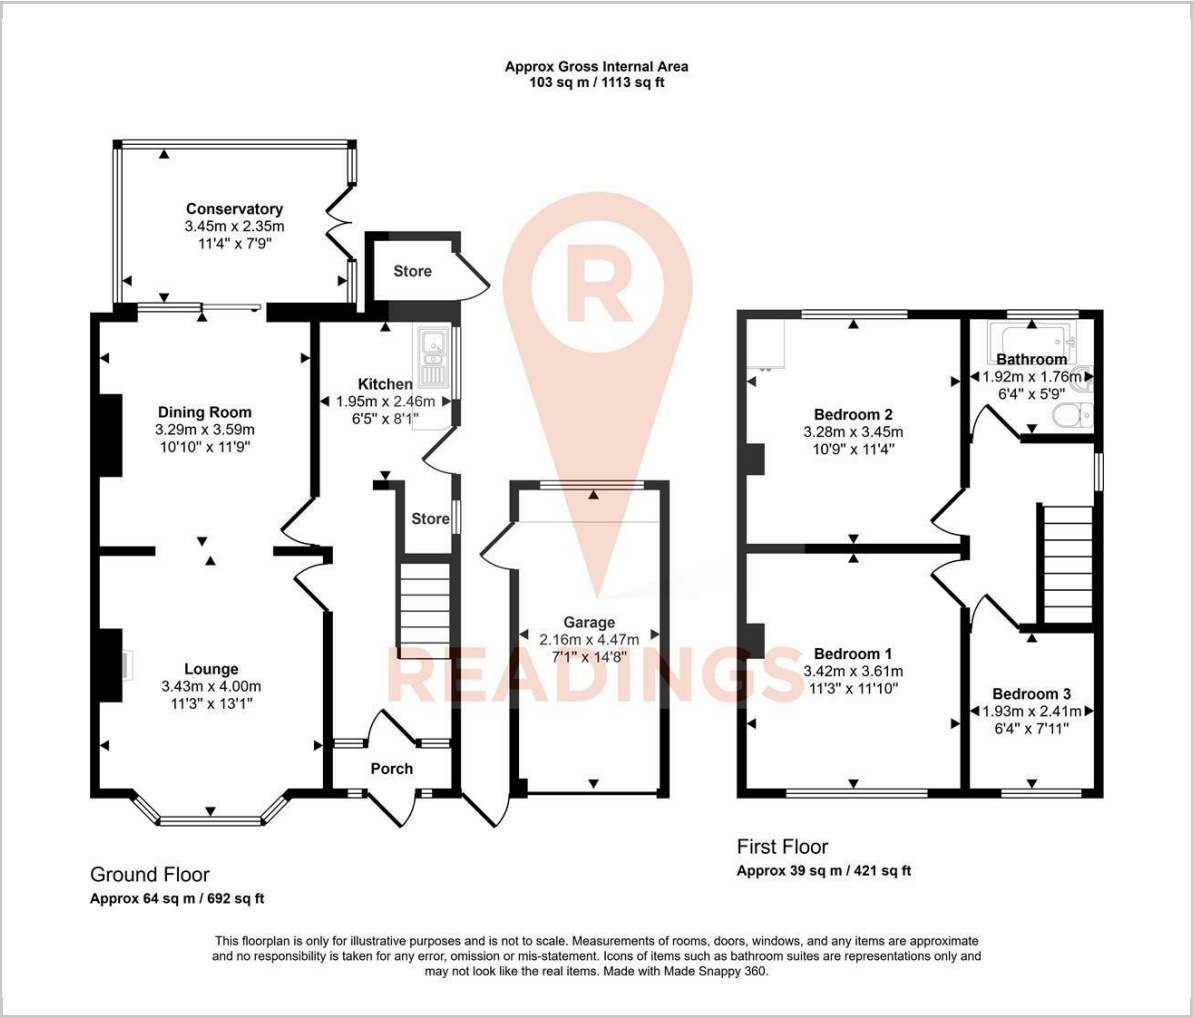 Approx Gross Internal Area
103 sq m / 1113 sq ft
Conservatory
3.45m x 2.35m
11'4" x 7'9"
Store
Kitchen
1.95m x 2.46m
6'5" x 8'1"
Dining Room
3.29m x 3.59m
10'10" x 11'9"
Store
Lounge
3.43m x 4.00m
11'3" x 13'1"
Porch
Garage
2.16m x 4.47m
7'1" x 14'8"
R
READINGS
Bathroom
1.92m x 1.76m
6'4" x 5'9"
Bedroom 2
3.28m x 3.45m
10'9" x 11'4"
Bedroom 1
3.42m x 3.61m
11'3" x 11'10"
Bedroom 3
1.93m x 2.41m
6'4" x 7'11"
Ground Floor
Approx 64 sq m / 692 sq ft
First Floor
Approx 39 sq m / 421 sq ft
This floorplan is only for illustrative purposes and is not to scale. Measurements of rooms, doors, windows, and any items are approximate
and no responsibility is taken for any error, omission or mis-statement. Icons of items such as bathroom suites are representations only and
may not look like the real items. Made with Made Snappy 360.